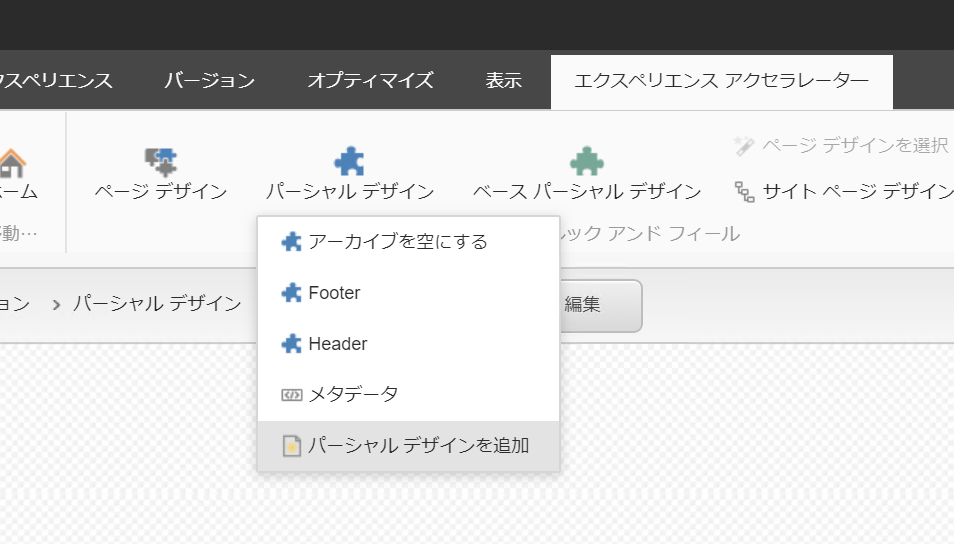 クスペリエンス バージョン オプティマイズ 表示 エクスペリエンス アクセラレーター
ページ デザインを選択
ーム ページ デザイン パーシャル デザイン ベース パーシャル デザイン サイト ページ デザイン
動… ルック アンド フィール
ョン > パーシャル デザイン 編集
アーカイブを空にする
Footer
Header
メタデータ
パーシャル デザインを追加